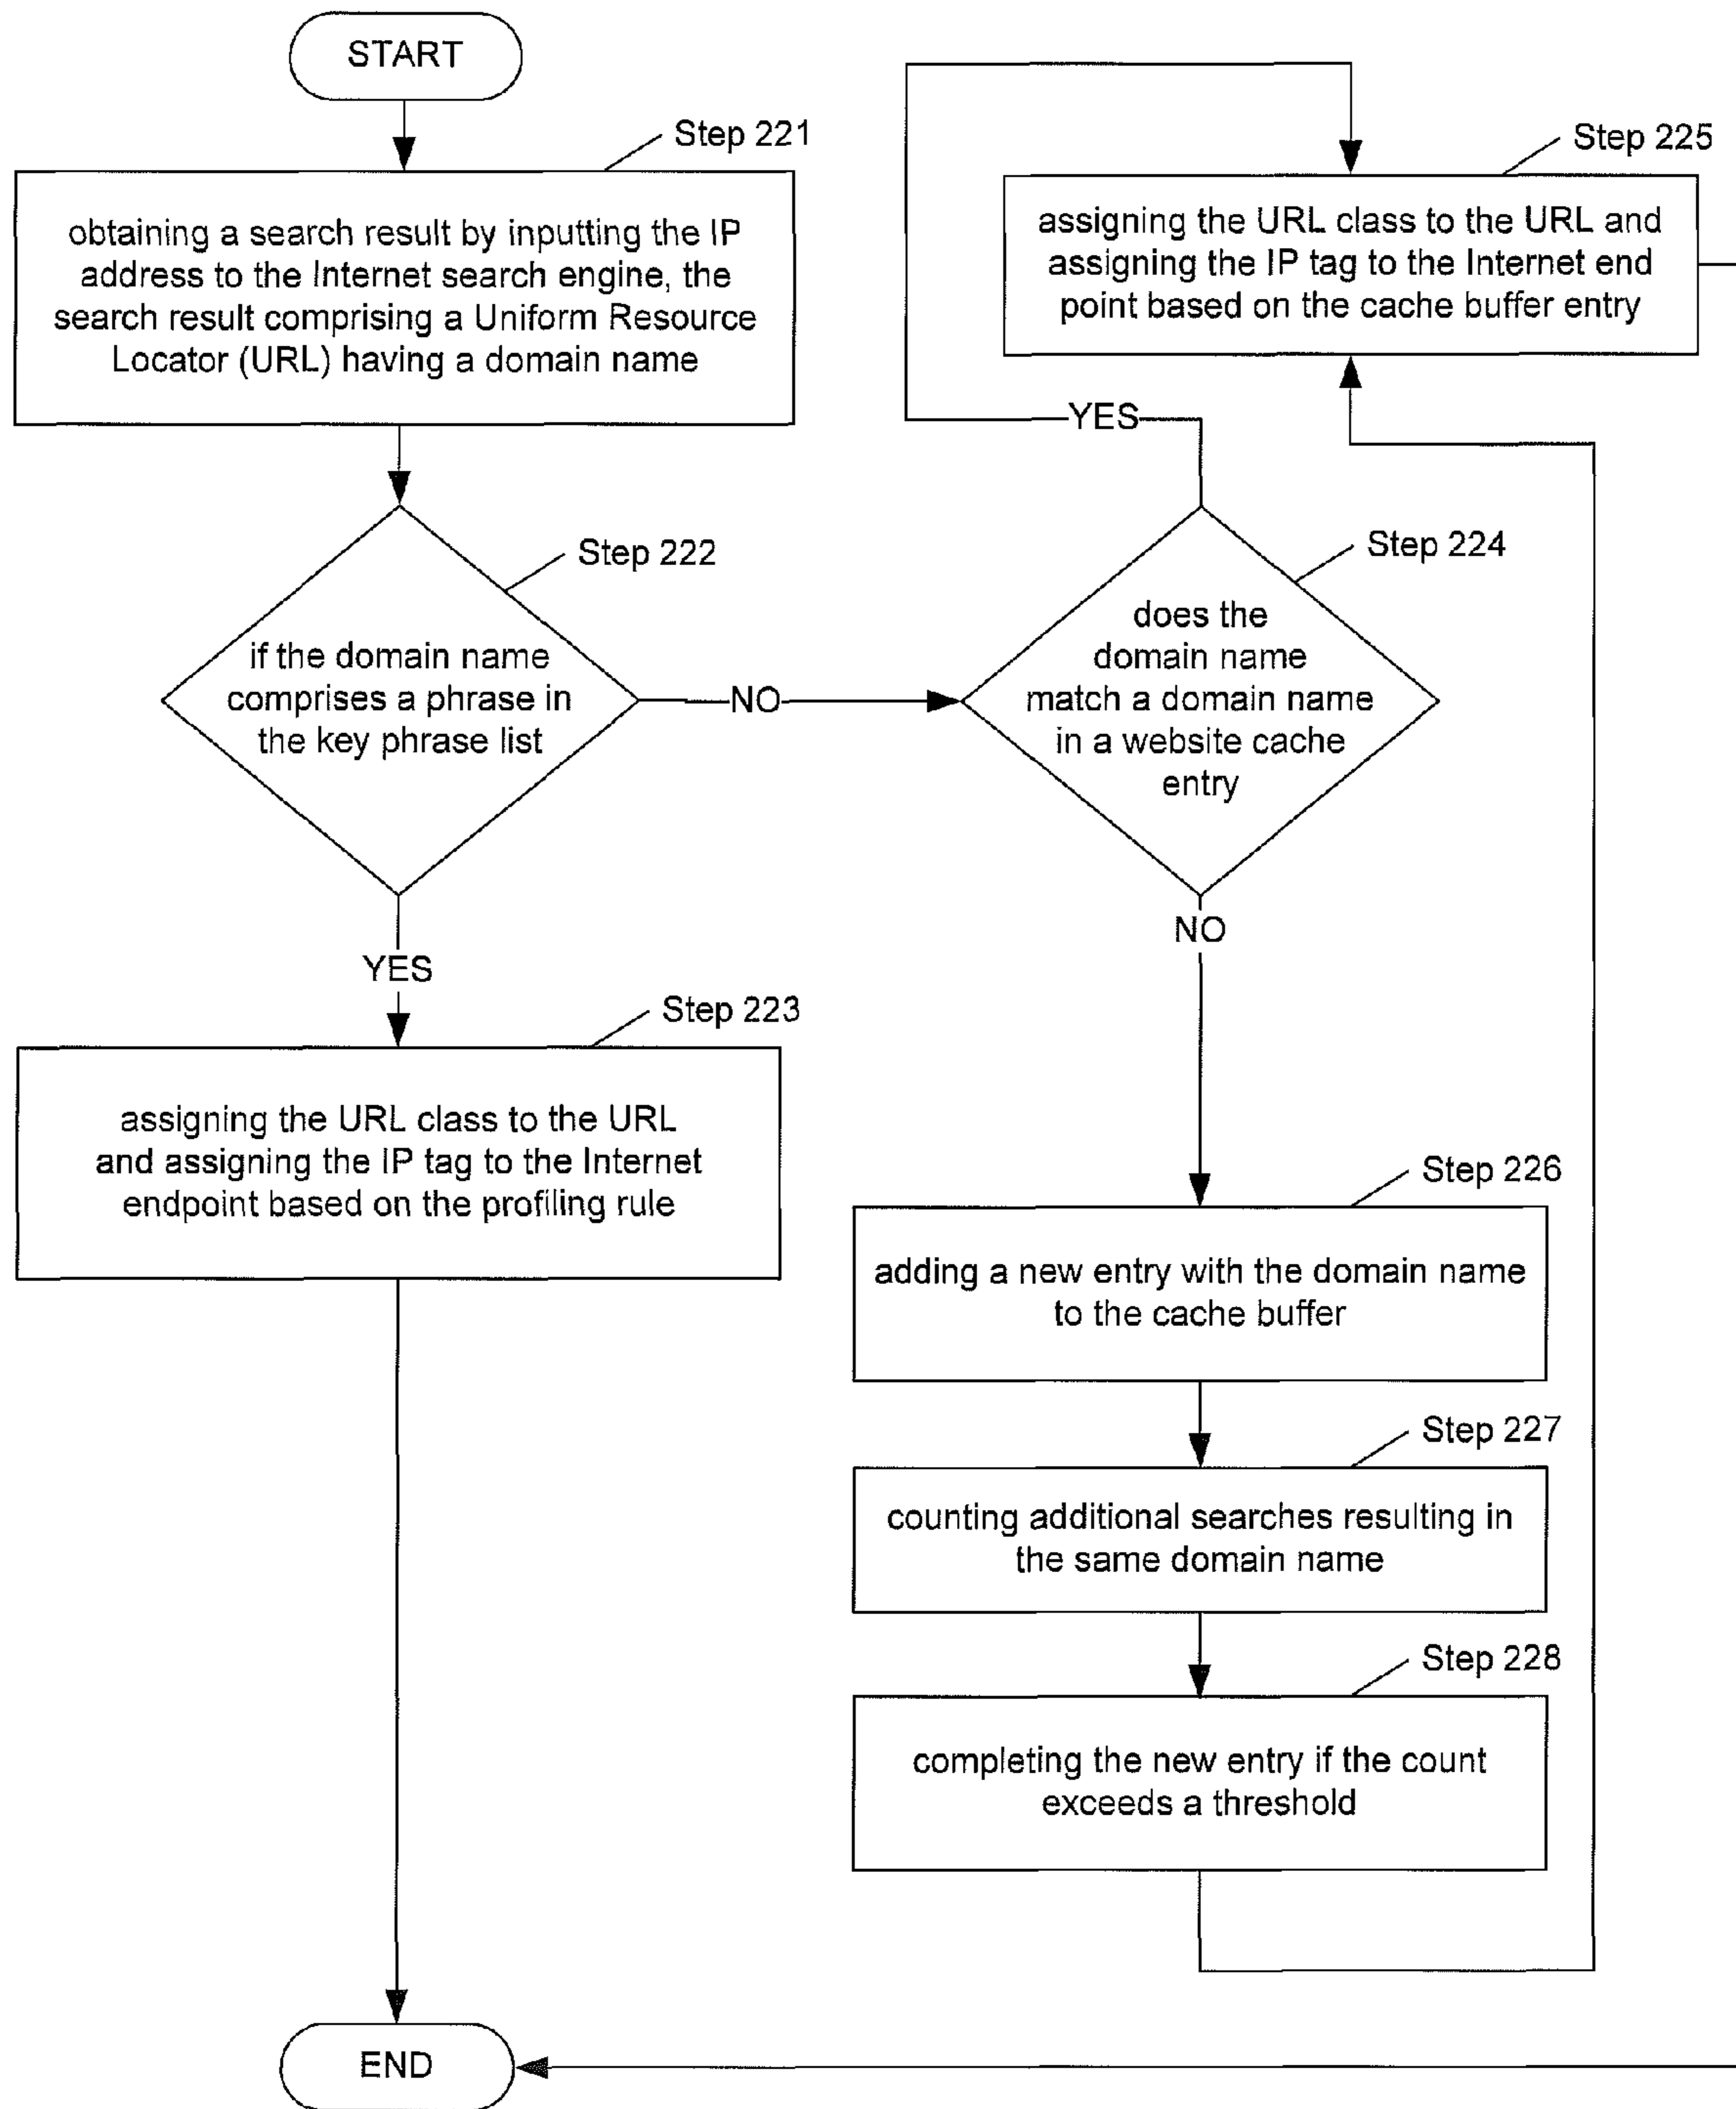 START
Step 221
obtaining a search result by inputting the IP
address to the Internet search engine, the
search result comprising a Uniform Resource
Locator (URL) having a domain name
Step 222
if the domain name
comprises a phrase in
the key phrase list
NO
YES
Step 223
assigning the URL class to the URL
and assigning the IP tag to the Internet
endpoint based on the profiling rule
Step 224
does the
domain name
match a domain name
in a website cache
entry
YES
NO
Step 225
assigning the URL class to the URL and
assigning the IP tag to the Internet end
point based on the cache buffer entry
Step 226
adding a new entry with the domain name
to the cache buffer
Step 227
counting additional searches resulting in
the same domain name
Step 228
completing the new entry if the count
exceeds a threshold
END